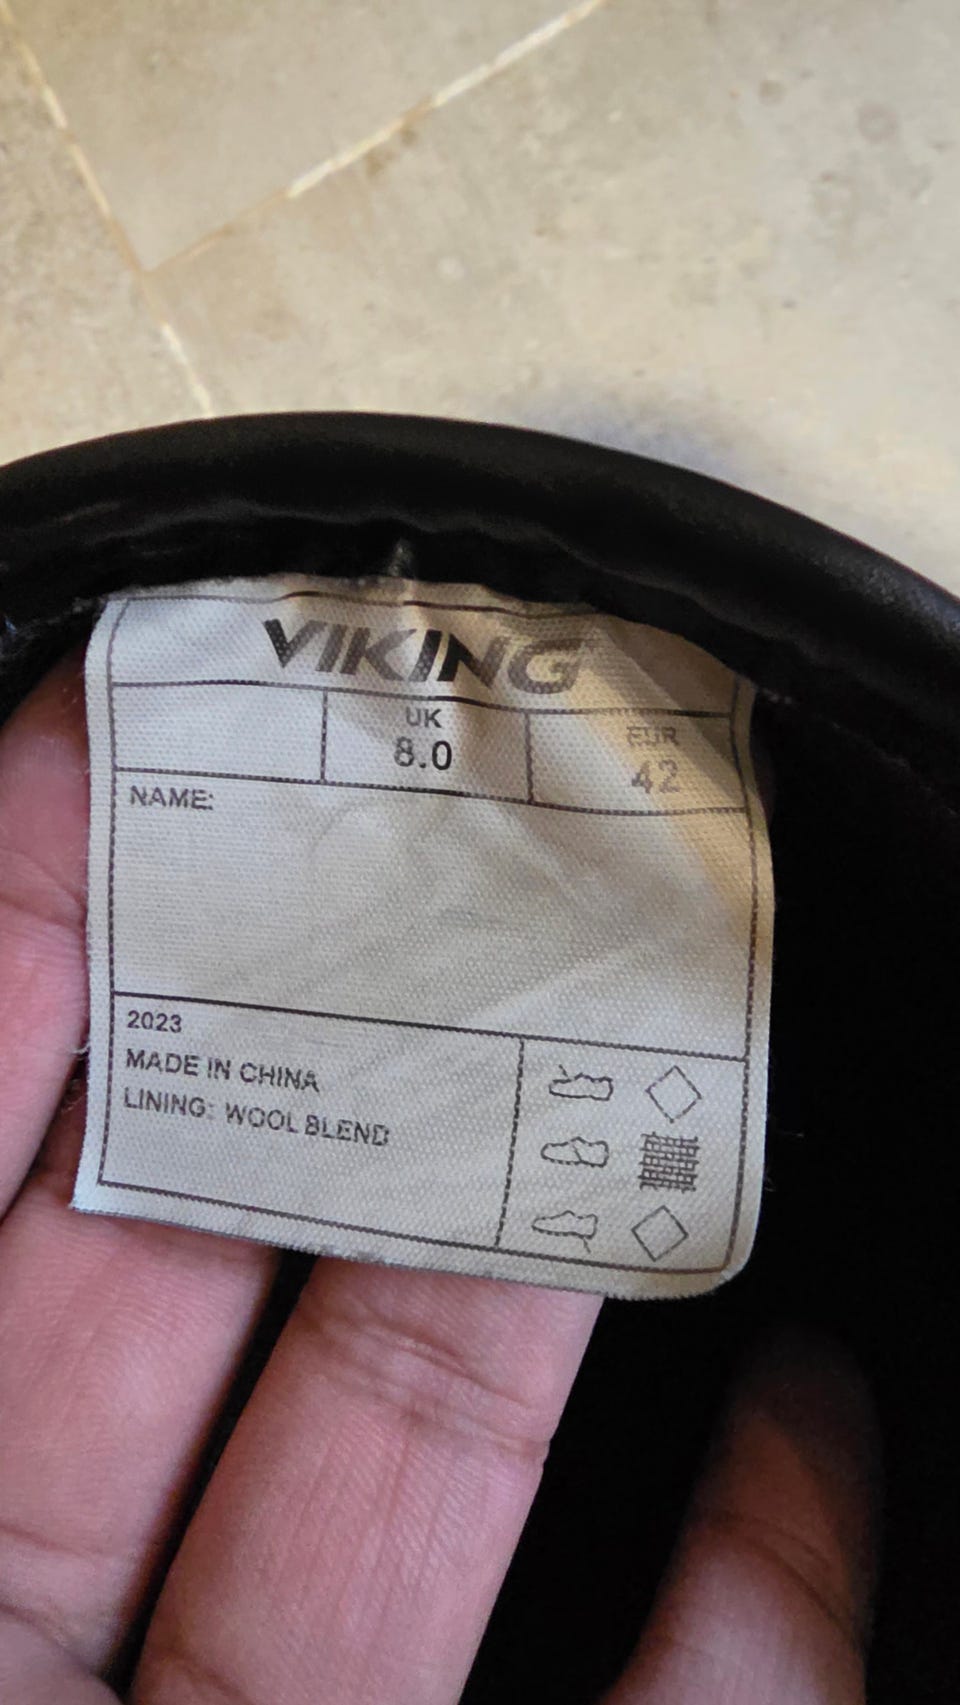 VIKING
UK
8.0
EUR
42
NAME:
2023
MADE IN CHINA
LINING: WOOL BLEND